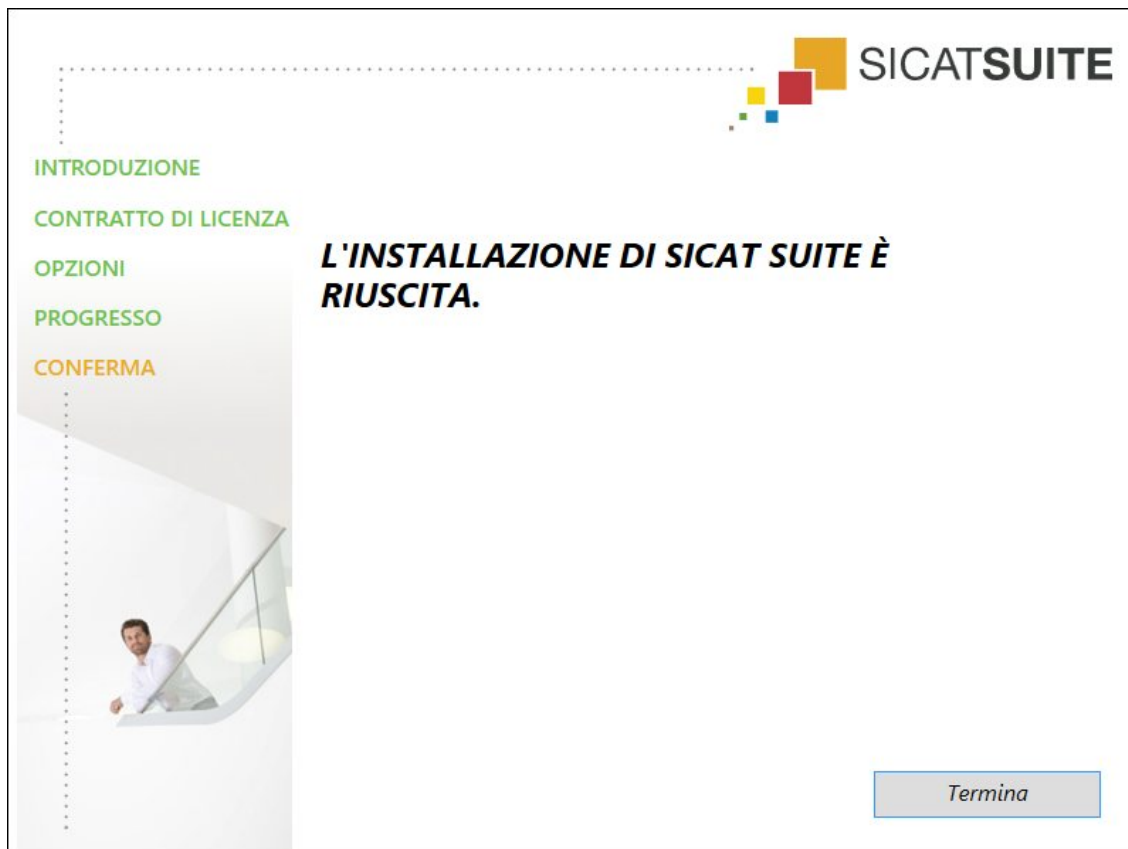 SICATSUITE
INTRODUZIONE
CONTRATTO DI LICENZA
OPZIONI
PROGRESSO
CONFERMA
L'INSTALLAZIONE DI SICAT SUITE È
RIUSCITA.
Termina